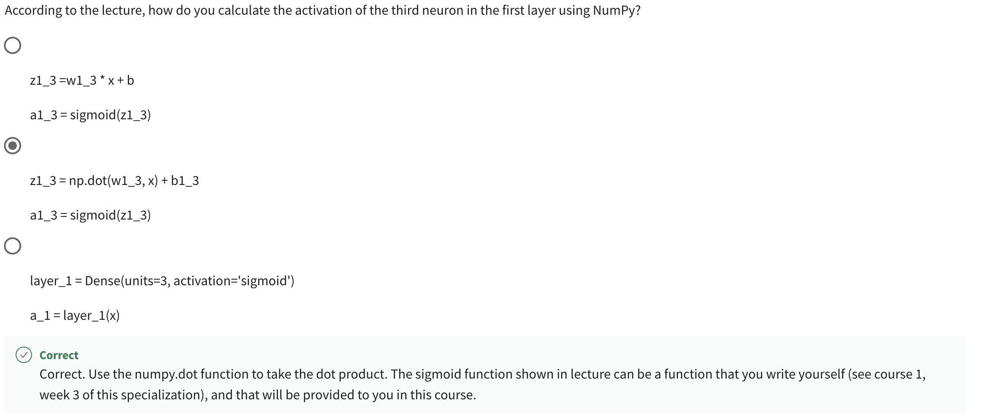 According to the lecture, how do you calculate the activation of the third neuron in the first layer using NumPy?
z1_3 =w1_3 * x + b
a1_3 = sigmoid(z1_3)
z1_3 = np.dot(w1_3, x) + b1_3
a1_3 = sigmoid(z1_3)
layer_1 = Dense(units=3, activation='sigmoid')
a_1 = layer_1(x)
Correct
Correct. Use the numpy.dot function to take the dot product. The sigmoid function shown in lecture can be a function that you write yourself (see course 1,
week 3 of this specialization), and that will be provided to you in this course.